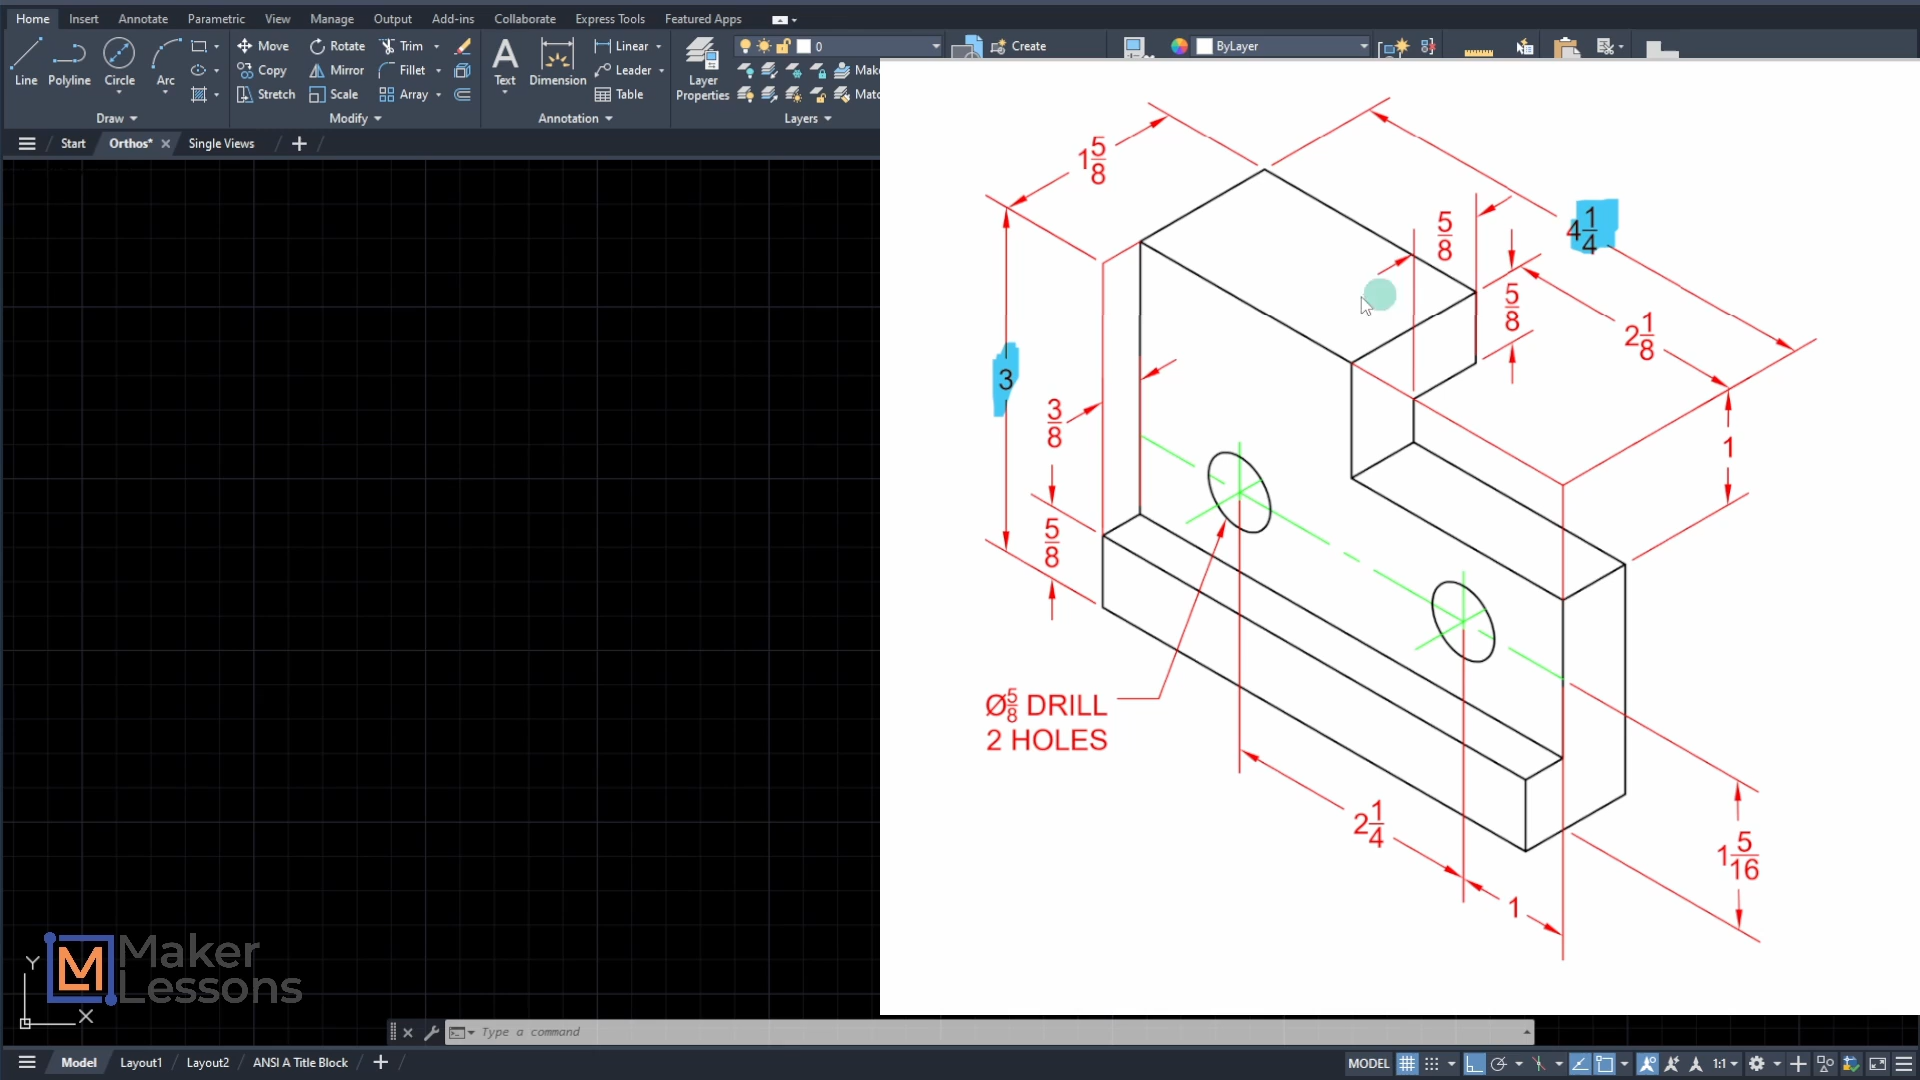 Home Insert Annotate Parametric View Manage Output Add-ins Collaborate Express Tools Featured Apps
Line Polyline Circle Arc
Move Rotate Trim
Copy Mirror Fillet
Stretch Scale Array
Text Dimension
Linear
Leader
Table
Layer
Properties
0
Create
ByLayer
Draw Modify Annotation Layers
Start Orthos* Single Views
1 5/8
5/8
4 1/4
5/8
2 1/8
3
3/8
1
5/8
Ø5/8 DRILL
2 HOLES
2 1/4
1 5/16
1
M Maker
Lessons
Y
X
Type a command
Model Layout1 Layout2 ANSI A Title Block
MODEL 1:1